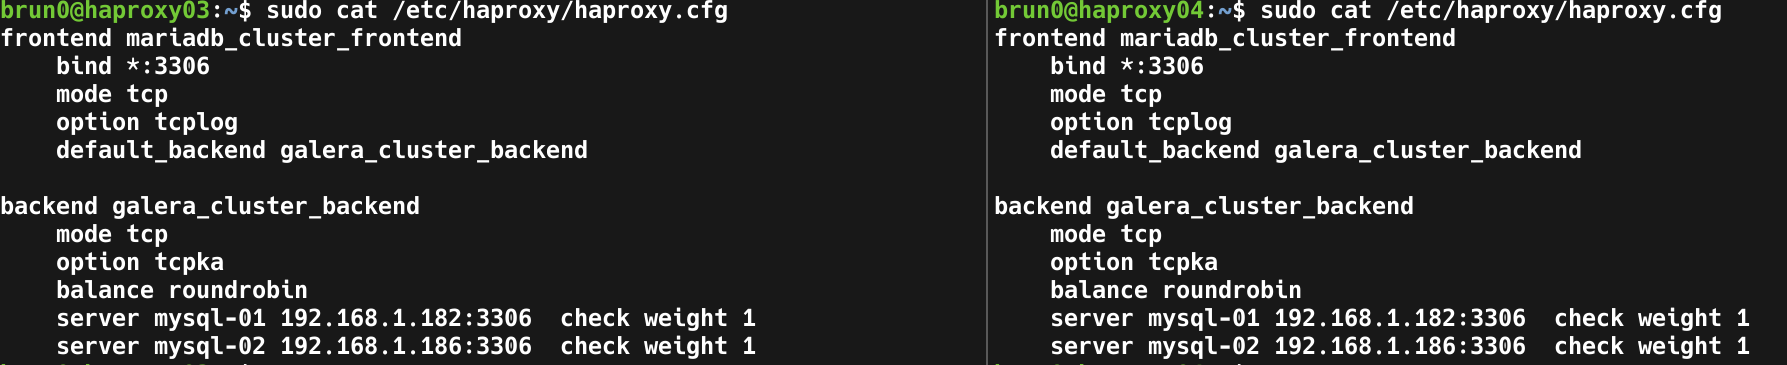 brun0@haproxy03:~$ sudo cat /etc/haproxy/haproxy.cfg
frontend mariadb_cluster_frontend
    bind *:3306
    mode tcp
    option tcplog
    default_backend galera_cluster_backend

backend galera_cluster_backend
    mode tcp
    option tcpka
    balance roundrobin
    server mysql-01 192.168.1.182:3306  check weight 1
    server mysql-02 192.168.1.186:3306  check weight 1

brun0@haproxy04:~$ sudo cat /etc/haproxy/haproxy.cfg
frontend mariadb_cluster_frontend
    bind *:3306
    mode tcp
    option tcplog
    default_backend galera_cluster_backend

backend galera_cluster_backend
    mode tcp
    option tcpka
    balance roundrobin
    server mysql-01 192.168.1.182:3306  check weight 1
    server mysql-02 192.168.1.186:3306  check weight 1